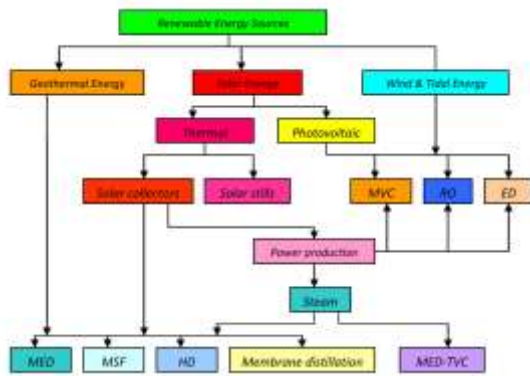 Renewable Energy Sources
Geothermal Energy
Solar Energy
Wind & Tidal Energy
Thermal
Photovoltaic
Solar collectors
Solar stills
MVC
RO
ED
Power production
Steam
MED
MSF
HD
Membrane distillation
MED-TVC